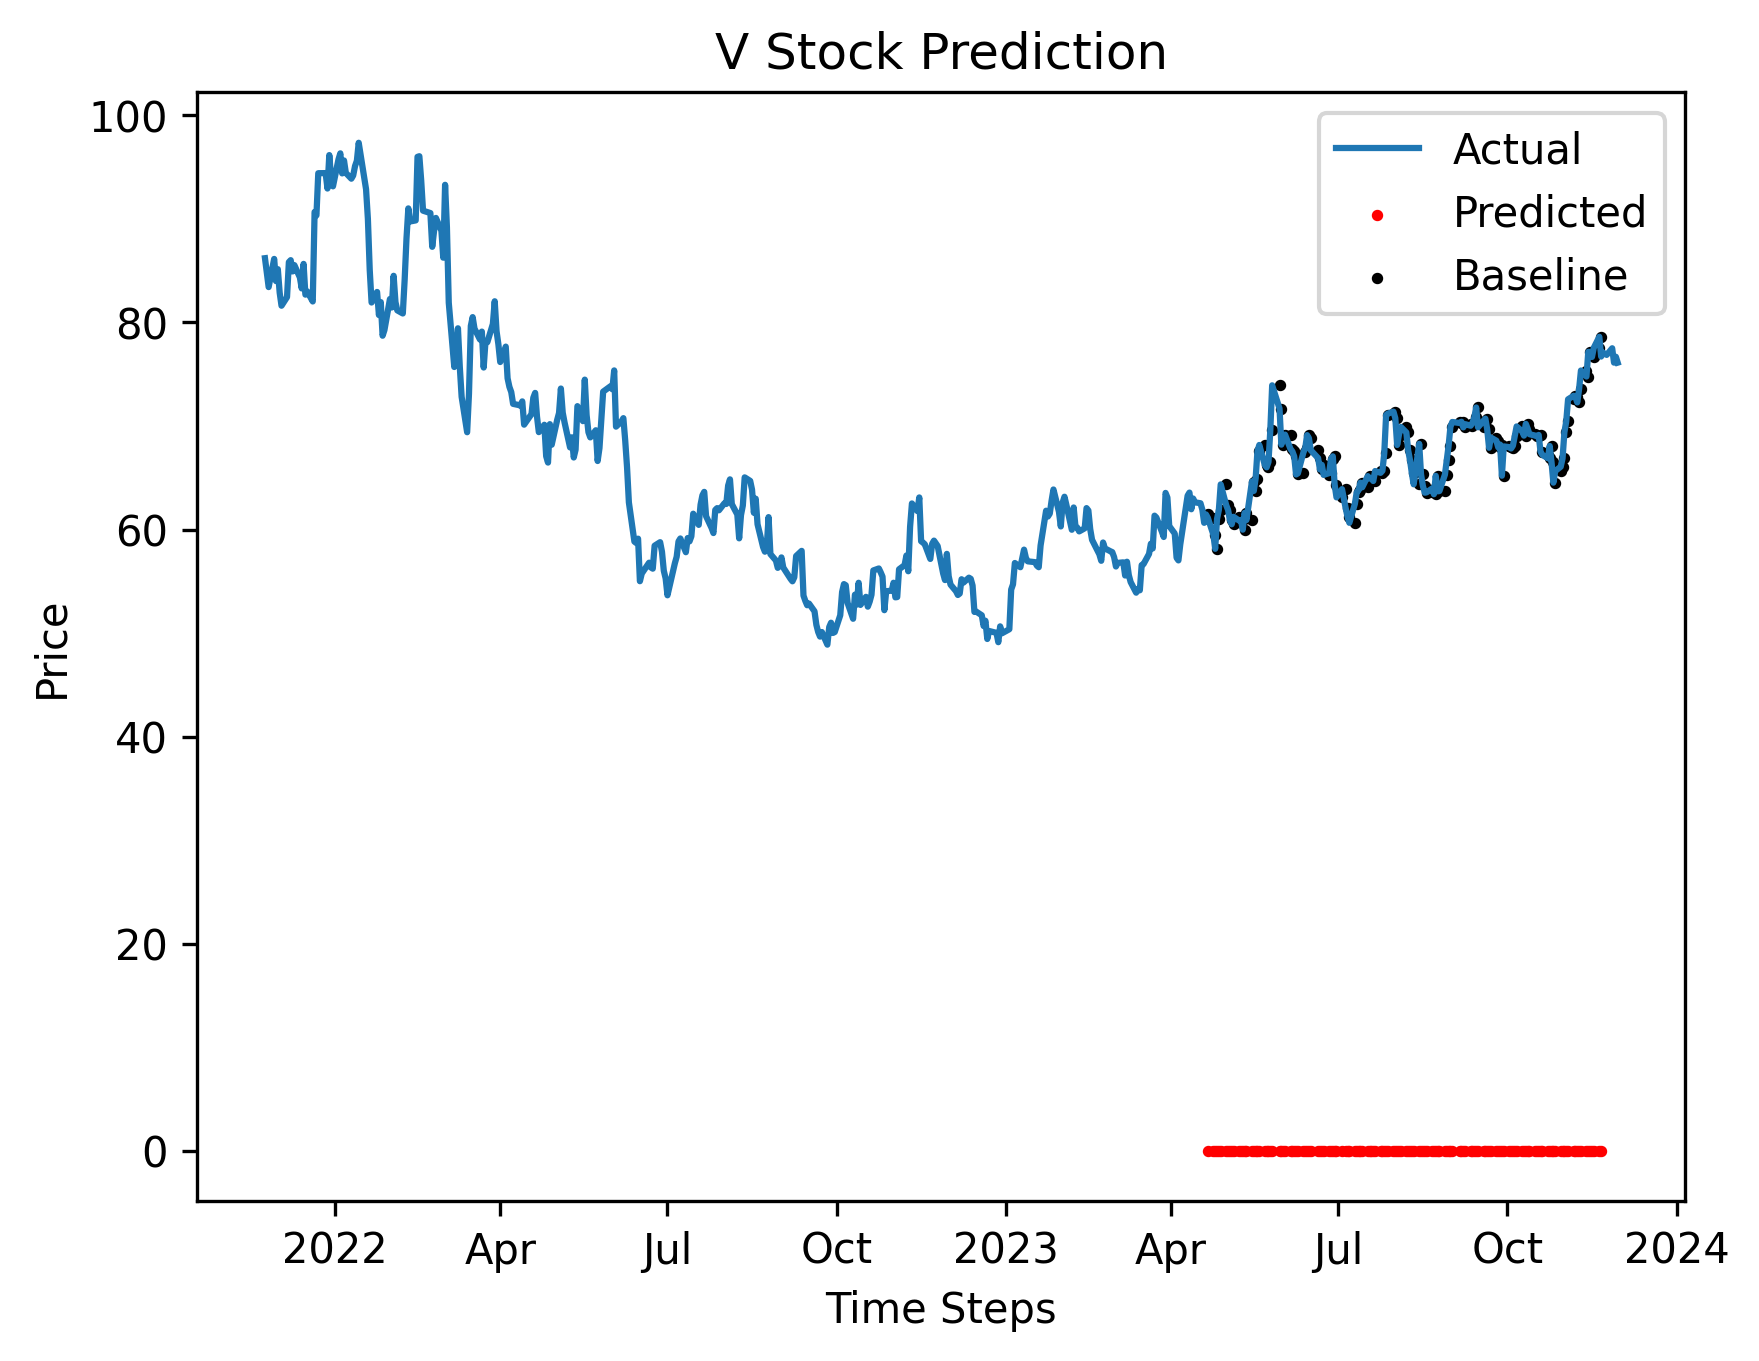 V Stock Prediction
100
80
60
40
20
0
Price
Actual
Predicted
Baseline
2022 Apr Jul Oct 2023 Apr Jul Oct 2024
Time Steps